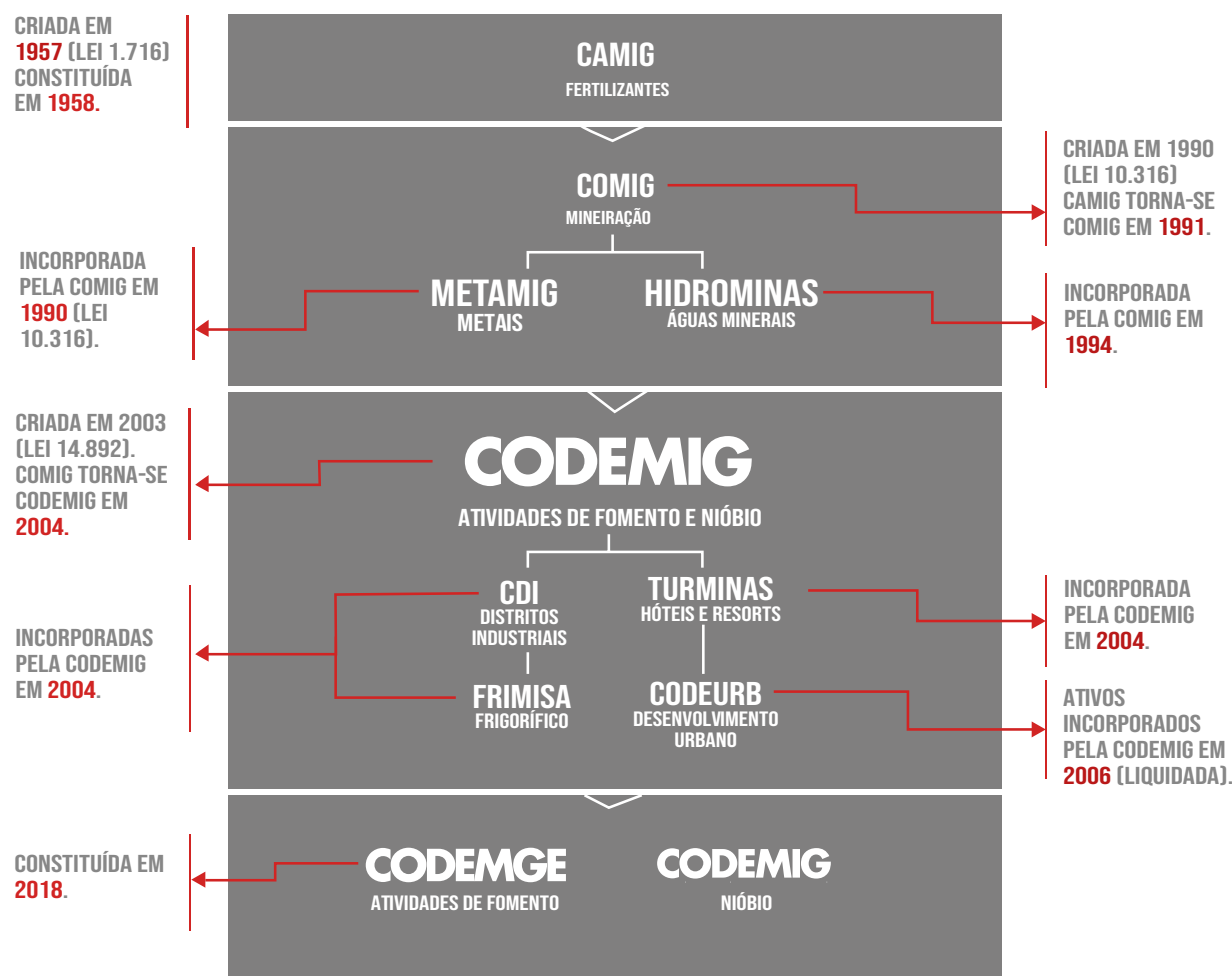 CRIADA EM
1957 (LEI 1.716)
CONSTITUÍDA
EM 1958.
CAMIG
FERTILIZANTES
COMIG
MINEIRAÇÃO
CRIADA EM 1990
(LEI 10.316)
CAMIG TORNA-SE
COMIG EM 1991.
INCORPORADA
PELA COMIG EM
1990 (LEI
10.316).
METAMIG
METAIS
HIDROMINAS
ÁGUAS MINERAIS
INCORPORADA
PELA COMIG EM
1994.
CRIADA EM 2003
(LEI 14.892).
COMIG TORNA-SE
CODEMIG EM
2004.
CODEMIG
ATIVIDADES DE FOMENTO E NIÓBIO
CDI
DISTRITOS
INDUSTRIAIS
TURMINAS
HÓTEIS E RESORTS
INCORPORADA
PELA CODEMIG
EM 2004.
INCORPORADAS
PELA CODEMIG
EM 2004.
FRIMISA
FRIGORÍFICO
CODEURB
DESENVOLVIMENTO
URBANO
ATIVOS
INCORPORADOS
PELA CODEMIG EM
2006 (LIQUIDADA).
CONSTITUÍDA EM
2018.
CODEMGE
ATIVIDADES DE FOMENTO
CODEMIG
NIÓBIO